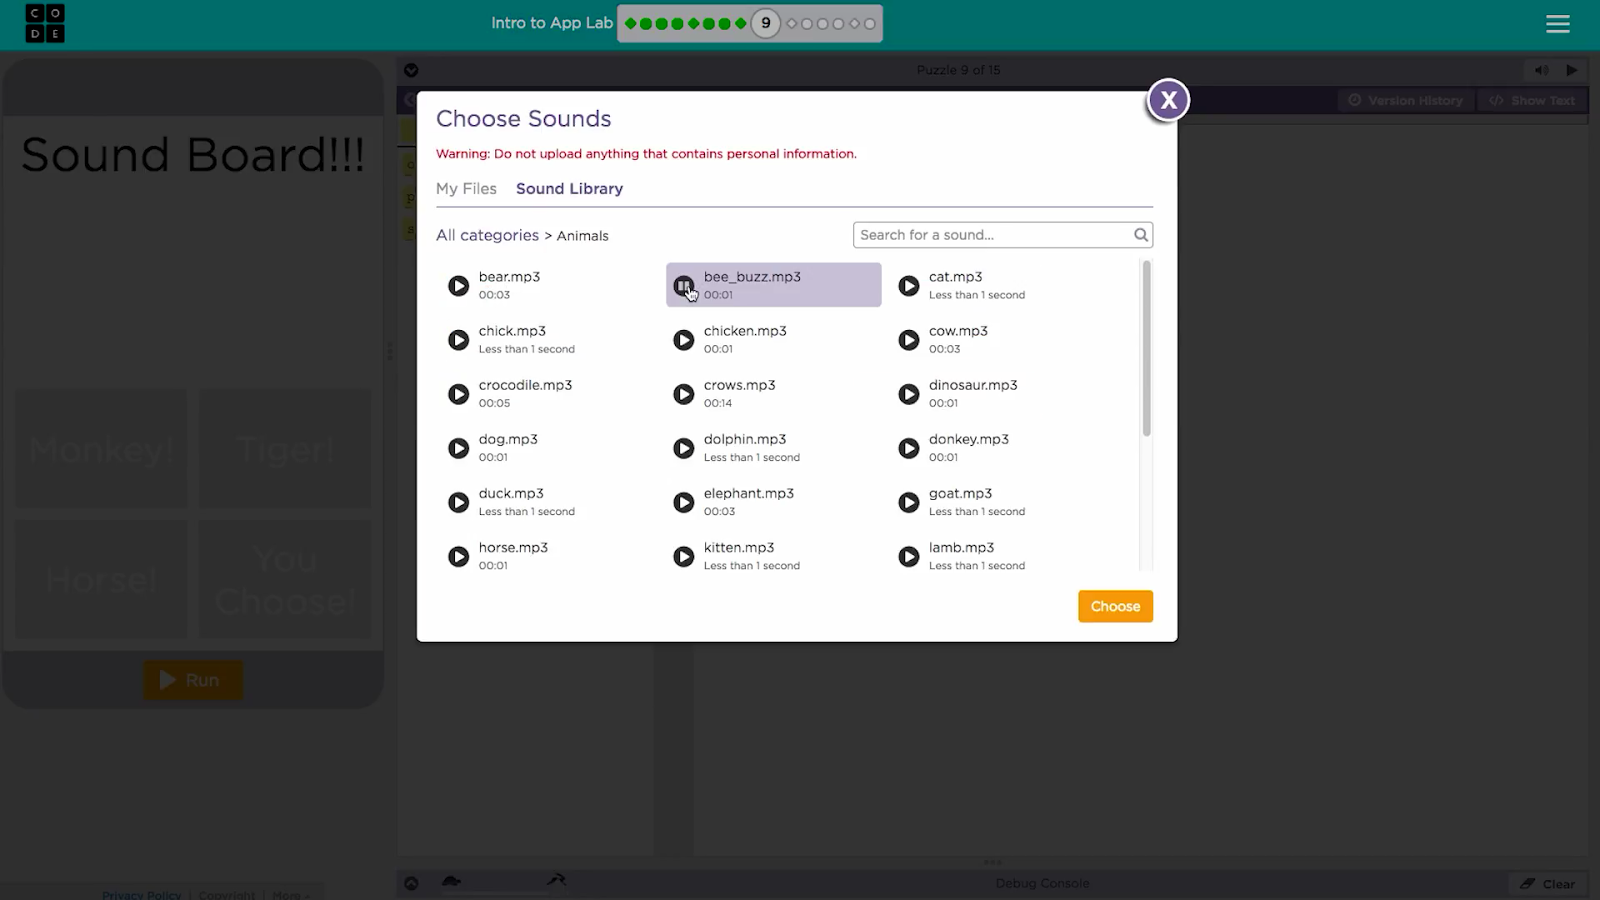 CODE
Intro to App Lab
9
Puzzle 9 of 15
Version History
Show Text
Sound Board!!!
Choose Sounds
X
Warning: Do not upload anything that contains personal information.
My Files Sound Library
All categories > Animals
Search for a sound...
bear.mp3
00:03
bee_buzz.mp3
00:01
cat.mp3
Less than 1 second
chick.mp3
Less than 1 second
chicken.mp3
00:01
cow.mp3
00:03
crocodile.mp3
00:05
crows.mp3
00:14
dinosaur.mp3
00:01
dog.mp3
00:01
dolphin.mp3
Less than 1 second
donkey.mp3
00:01
duck.mp3
Less than 1 second
elephant.mp3
00:03
goat.mp3
Less than 1 second
horse.mp3
00:01
kitten.mp3
Less than 1 second
lamb.mp3
Less than 1 second
Choose
Monkey!
Tiger!
Horse!
You
Choose!
Run
Debug Console
Clear
Privacy Policy | Copyright | More